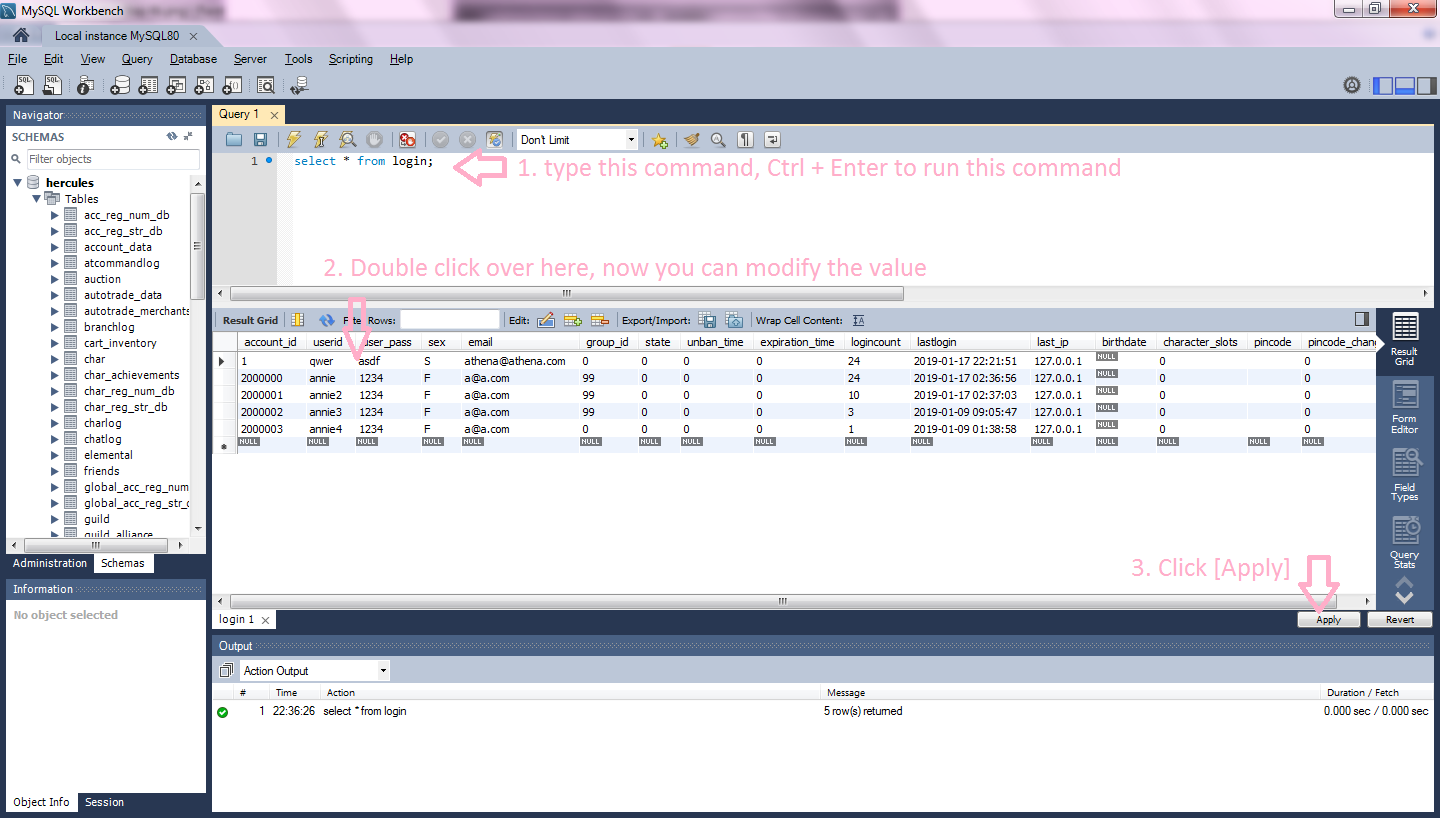 MySQL Workbench
Local instance MySQL80
File Edit View Query Database Server Tools Scripting Help
Navigator
SCHEMAS
Filter objects
hercules
Tables
acc_reg_num_db
acc_reg_str_db
account_data
atcommandlog
auction
autotrade_data
autotrade_merchants
branchlog
cart_inventory
char
char_achievements
char_reg_num_db
char_reg_str_db
charlog
chatlog
elemental
friends
global_acc_reg_num
global_acc_reg_str_
guild
guild_alliance
Administration Schemas
Information
No object selected
Object Info Session
Query 1
Don't Limit
1 select * from login;
1. type this command, Ctrl + Enter to run this command
2. Double click over here, now you can modify the value
Result Grid Filte Rows: Edit: Export/Import: Wrap Cell Content:
account_id userid user_pass sex email group_id state unban_time expiration_time logincount lastlogin last_ip birthdate character_slots pincode pincode_chang
1 qwer asdf S athena@athena.com 0 0 0 0 24 2019-01-17 22:21:51 127.0.0.1 NULL 0 0
2000000 annie 1234 F a@a.com 99 0 0 0 24 2019-01-17 02:36:56 127.0.0.1 NULL 0 0
2000001 annie2 1234 F a@a.com 99 0 0 0 10 2019-01-17 02:37:03 127.0.0.1 NULL 0 0
2000002 annie3 1234 F a@a.com 99 0 0 0 3 2019-01-09 09:05:47 127.0.0.1 NULL 0 0
2000003 annie4 1234 F a@a.com 0 0 0 0 1 2019-01-09 01:38:58 127.0.0.1 NULL 0 0
NULL NULL NULL NULL NULL NULL NULL NULL NULL NULL NULL NULL NULL NULL NULL NULL
Result
Grid
Form
Editor
Field
Types
Query
Stats
3. Click [Apply]
login 1
Apply Revert
Output
Action Output
# Time Action Message Duration / Fetch
1 22:36:26 select * from login 5 row(s) returned 0.000 sec / 0.000 sec